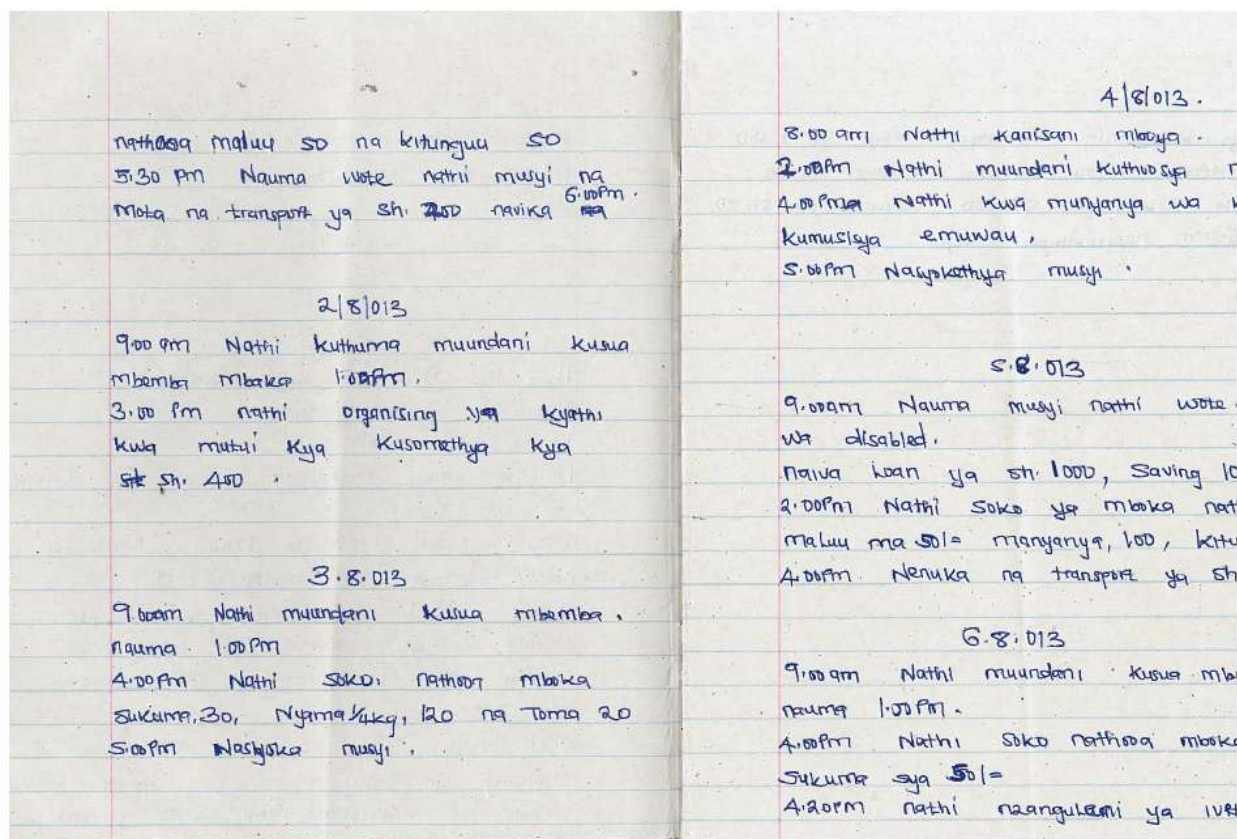 nathooa maluu 50 na kitunguu 50
5.30 pm Nauma wote nathi musyi na
6.00pm.
mota na transport ya sh. 200 navika
2/8/013
9.00 am Nathi kuthuma muundani kusua
mbemba mbaka 1.00pm.
3.00 pm nathi organising ya kyathi
kwa mutui kya kusomethya kya
sh. 400.
3.8.013
9.00am Nathi muundani kusua mbemba.
nauma 1.00pm
4.00pm Nathi soko, nathooa mboka
sukuma, 30, Nyama 1/4kg, 120 na Toma 20
5.00pm Nasyoka musyi.
4/8/013.
8.00 am Nathi Kanisani mboya.
2.00pm Nathi muundani kuthoosya
4.00pm Nathi kwa munyanya wa
kumusisya emuwau,
5.00pm Nasyokethya musyi.
5.8.013
9.00am Nauma musyi nathi wote
wa disabled.
naiva Loan ya sh. 1000, Saving
2.00pm Nathi soko ya mboka
maluu ma 50/= manyanya, 100,
4.00pm. Nenuka na transport ya sh
6.8.013
9.00 am Nathi muundani kusua
nauma 1.00pm.
4.00pm Nathi soko nathooa mboka
sukuma sya 50/=
4.20pm nathi nzangulani ya